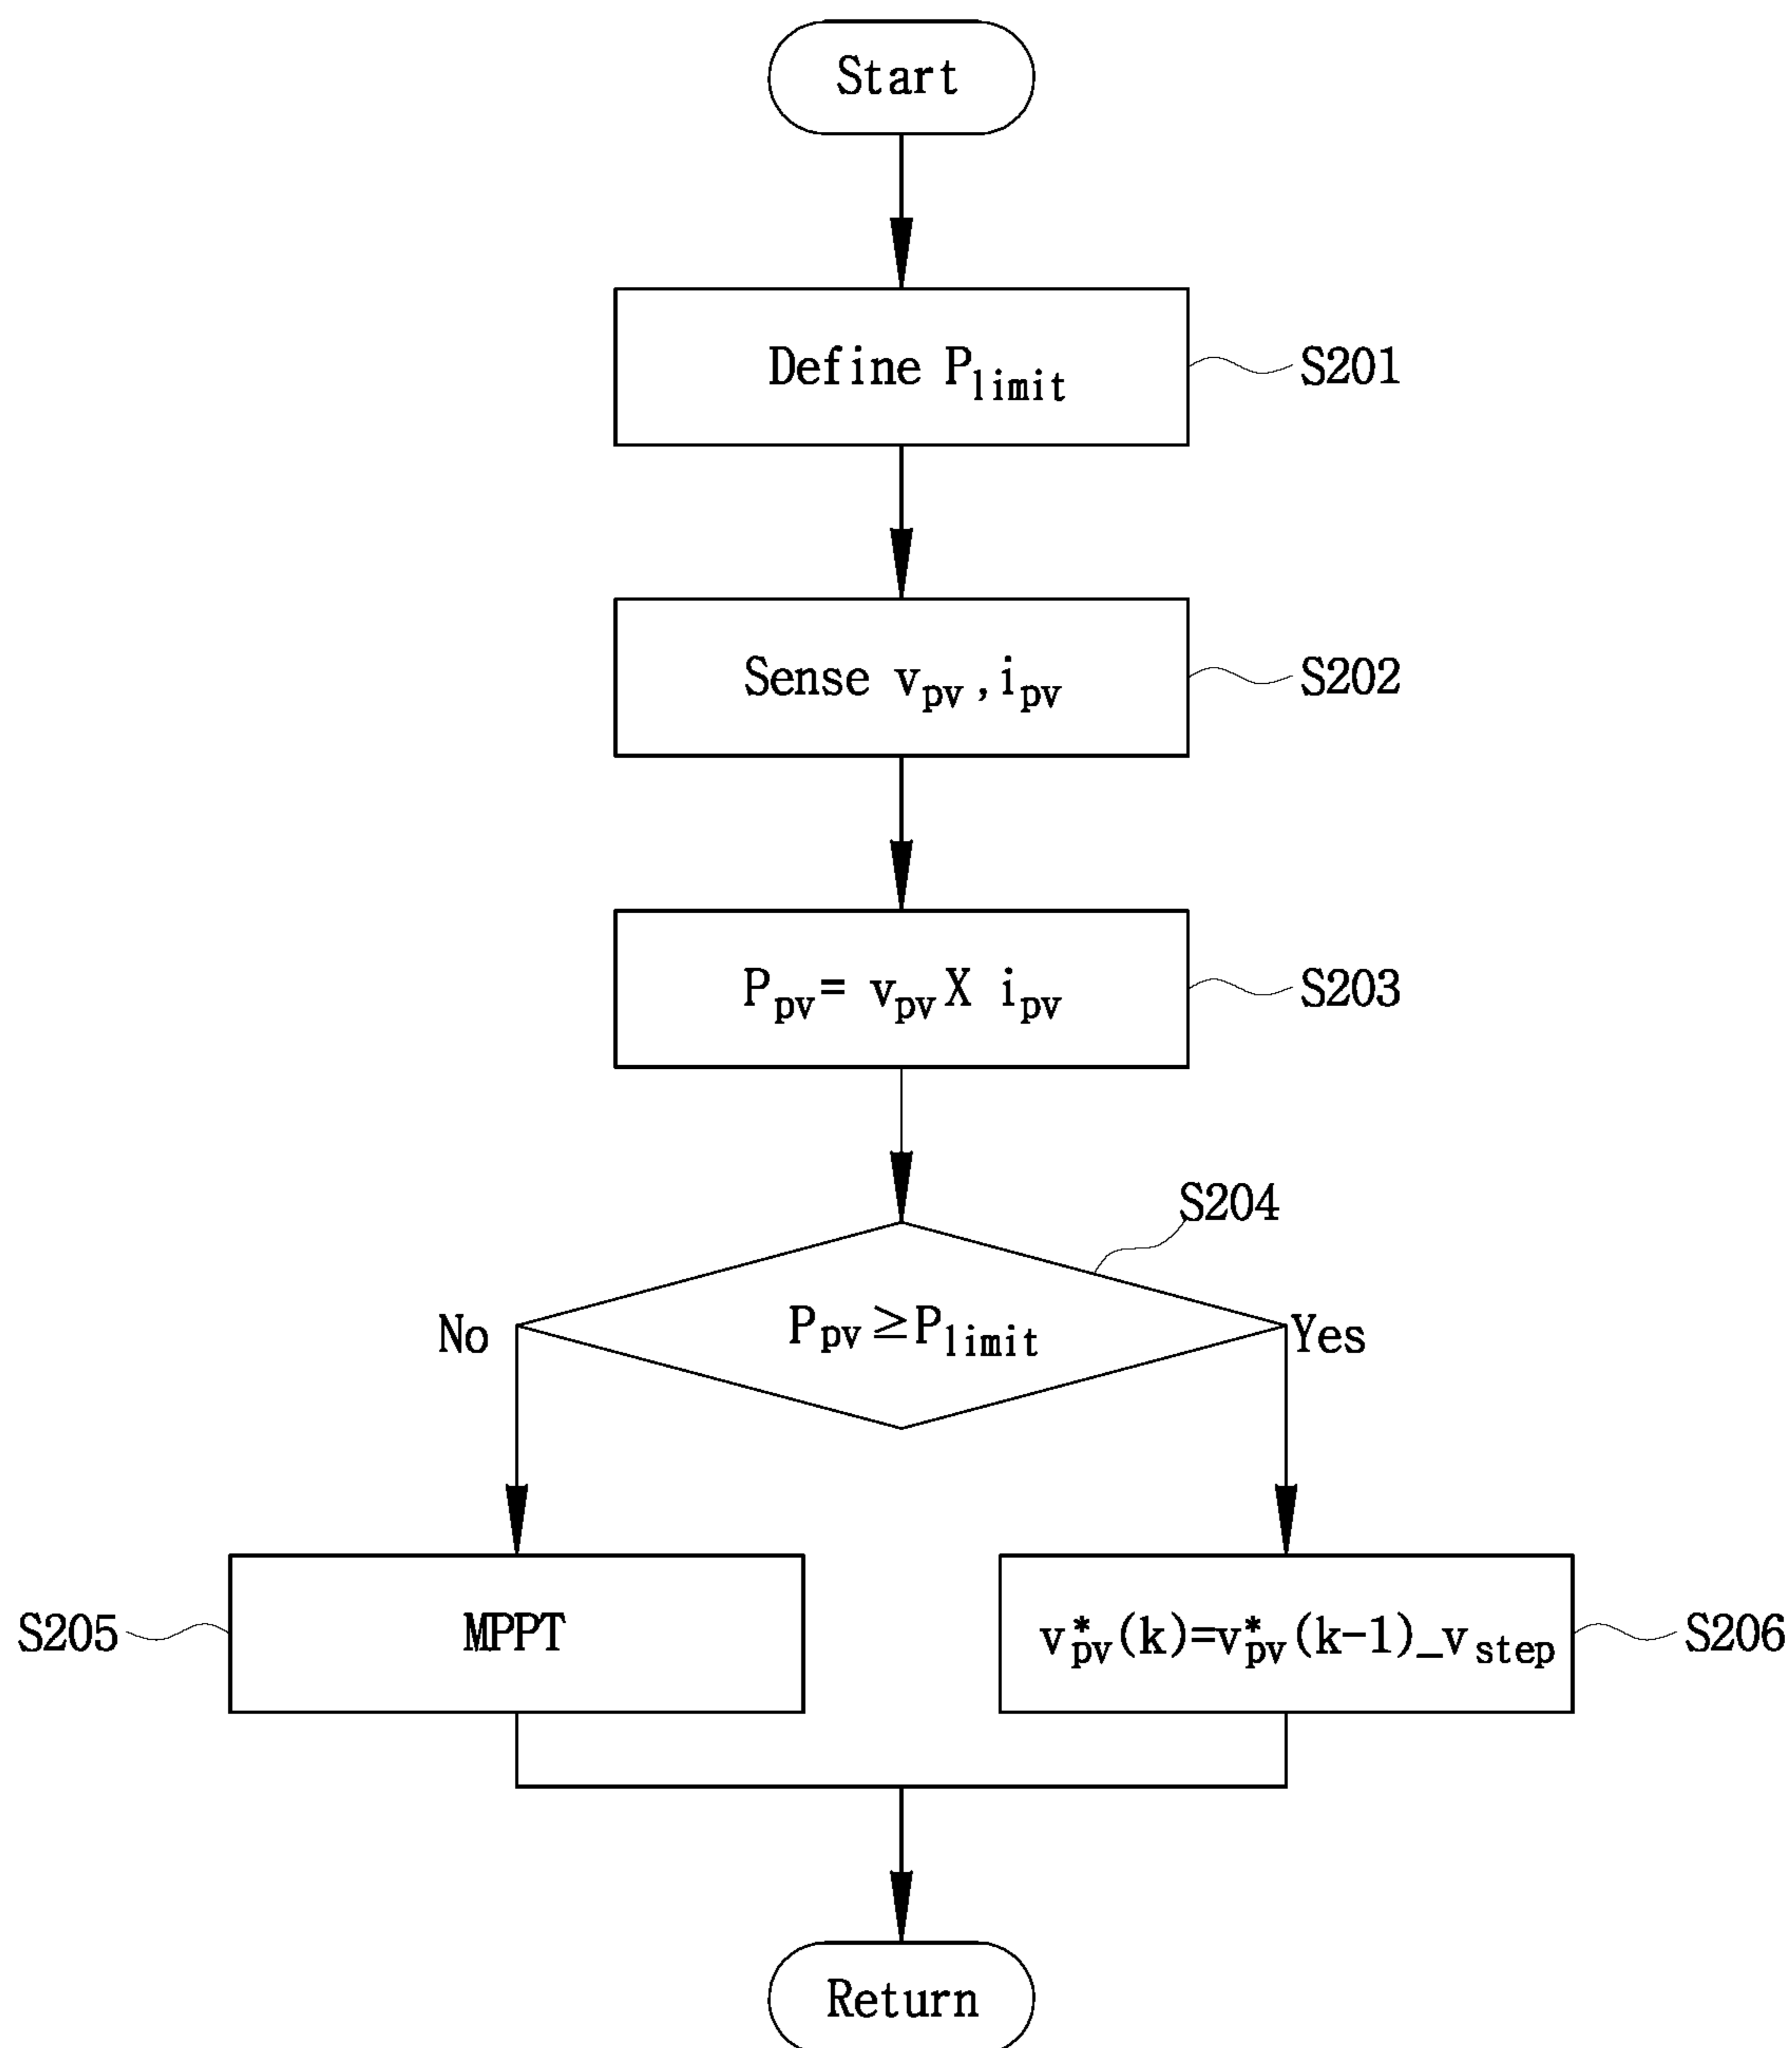 Start
Define P_limit S201
Sense v_pv, i_pv S202
P_pv = v_pv X i_pv S203
S204
No P_pv ≥ P_limit Yes
S205 MPPT v*_pv(k)=v*_pv(k-1)_v_step S206
Return